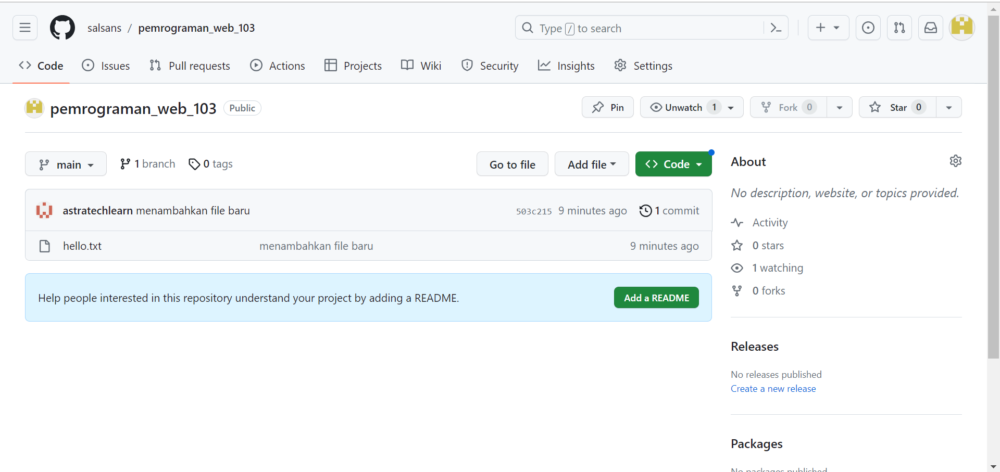 salsans / pemrograman_web_103
Type / to search
Code Issues Pull requests Actions Projects Wiki Security Insights Settings
pemrograman_web_103 Public
Pin Unwatch 1 Fork 0 Star 0
main 1 branch 0 tags Go to file Add file Code
astratechlearn menambahkan file baru 503c215 9 minutes ago 1 commit
hello.txt menambahkan file baru 9 minutes ago
Help people interested in this repository understand your project by adding a README. Add a README
About
No description, website, or topics provided.
Activity
0 stars
1 watching
0 forks
Releases
No releases published
Create a new release
Packages
No packages published